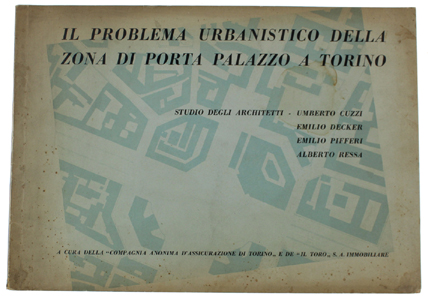 IL PROBLEMA URBANISTICO DELLA
ZONA DI PORTA PALAZZO A TORINO
STUDIO DEGLI ARCHITETTI - UMBERTO CUZZI
EMILIO DECKER
EMILIO PIFFERI
ALBERTO RESSA
A CURA DELLA "COMPAGNIA ANONIMA D'ASSICURAZIONE DI TORINO„ E DE "IL TORO„ S. A. IMMOBILIARE